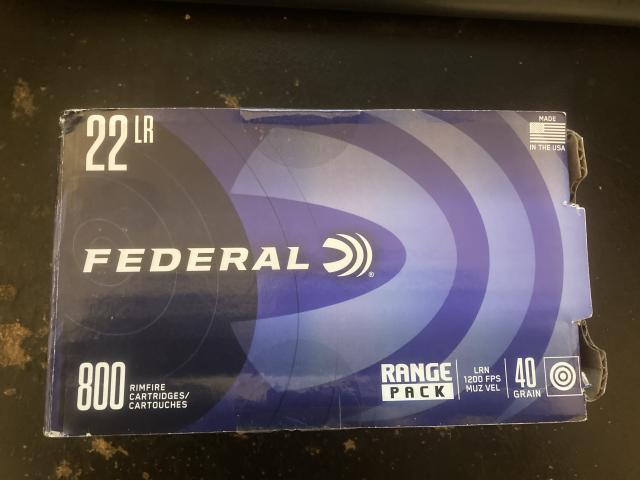 22 LR
MADE
IN THE USA
FEDERAL ®
800
RIMFIRE
CARTRIDGES/
CARTOUCHES
RANGE
PACK
LRN
1200 FPS
MUZ VEL
40
GRAIN